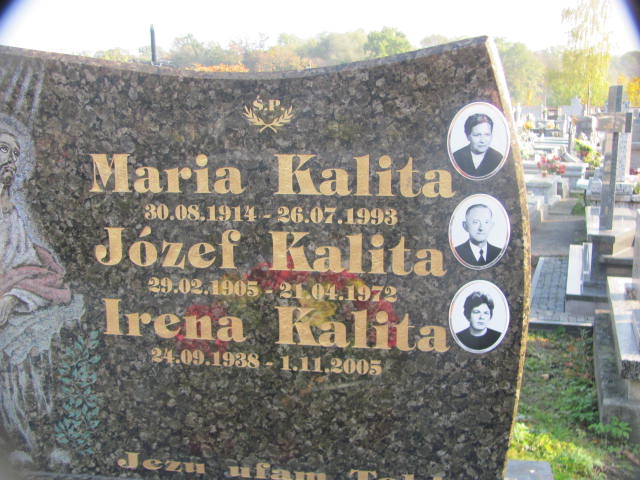 Ś.P.
Maria Kalita
30.08.1914 - 26.07.1993
Józef Kalita
29.02.1905 - 21.04.1972
Irena Kalita
24.09.1938 - 1.11.2005
Jezu ufam